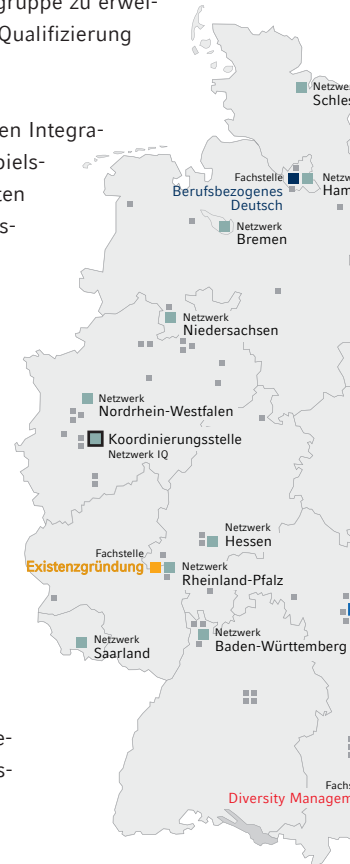 gruppe zu erwei-
Qualifizierung
en Integra-
piels-
ten
s-
Netzwe
Schles
Fachstelle
Berufsbezogenes
Deutsch
Netzw
Ham
Netzwerk
Bremen
Netzwerk
Niedersachsen
Netzwerk
Nordrhein-Westfalen
Koordinierungsstelle
Netzwerk IQ
Netzwerk
Hessen
Fachstelle
Existenzgründung
Netzwerk
Rheinland-Pfalz
Netzwerk
Saarland
Netzwerk
Baden-Württemberg
e-
s-
Fachs
Diversity Managem